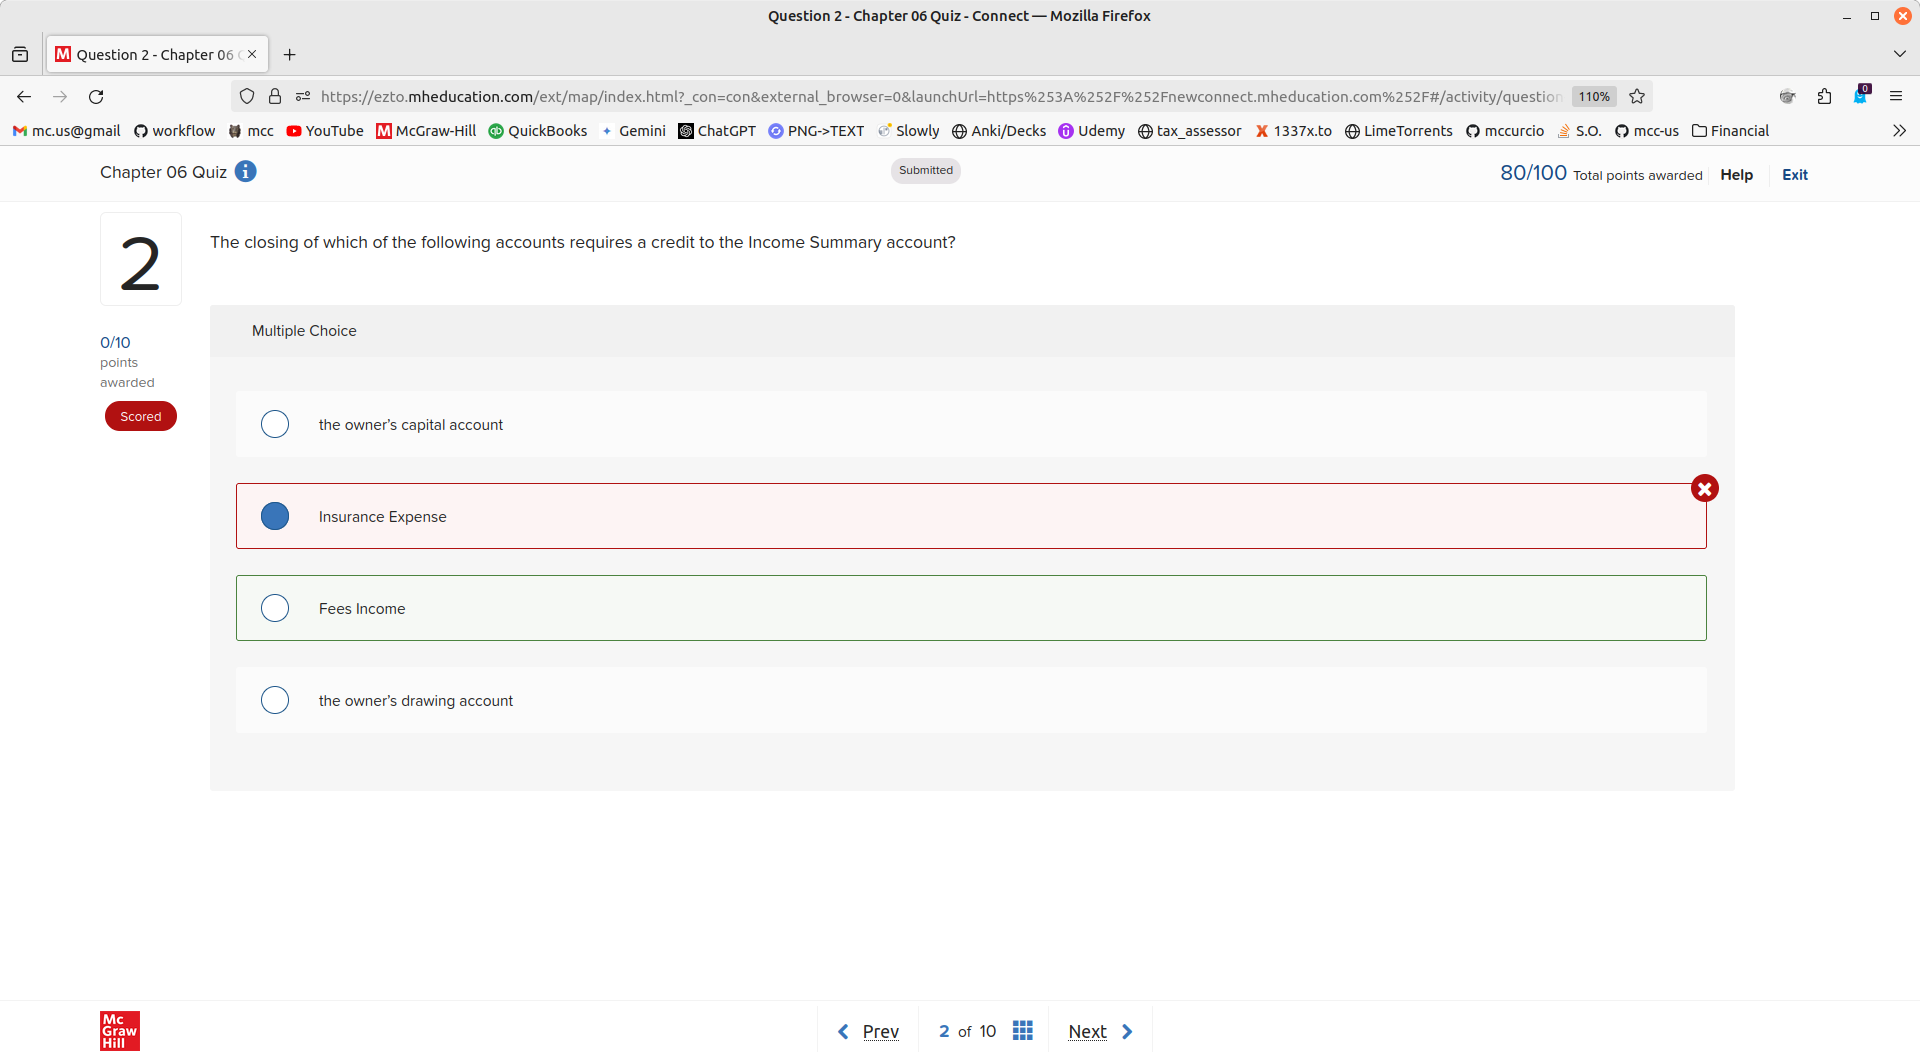 Question 2 - Chapter 06 Quiz - Connect — Mozilla Firefox
Question 2 - Chapter 06
https://ezto.mheducation.com/ext/map/index.html?_con=con&external_browser=0&launchUrl=https%253A%252F%252Fnewconnect.mheducation.com%252F#/activity/question
110%
0
mc.us@gmail workflow mcc YouTube McGraw-Hill QuickBooks Gemini ChatGPT PNG->TEXT Slowly Anki/Decks Udemy tax_assessor 1337x.to LimeTorrents mccurcio S.O. mcc-us Financial
Chapter 06 Quiz
Submitted
80/100 Total points awarded
Help
Exit
2
The closing of which of the following accounts requires a credit to the Income Summary account?
0/10
points
awarded
Scored
Multiple Choice
the owner’s capital account
Insurance Expense
Fees Income
the owner’s drawing account
Mc
Graw
Hill
Prev
2 of 10
Next